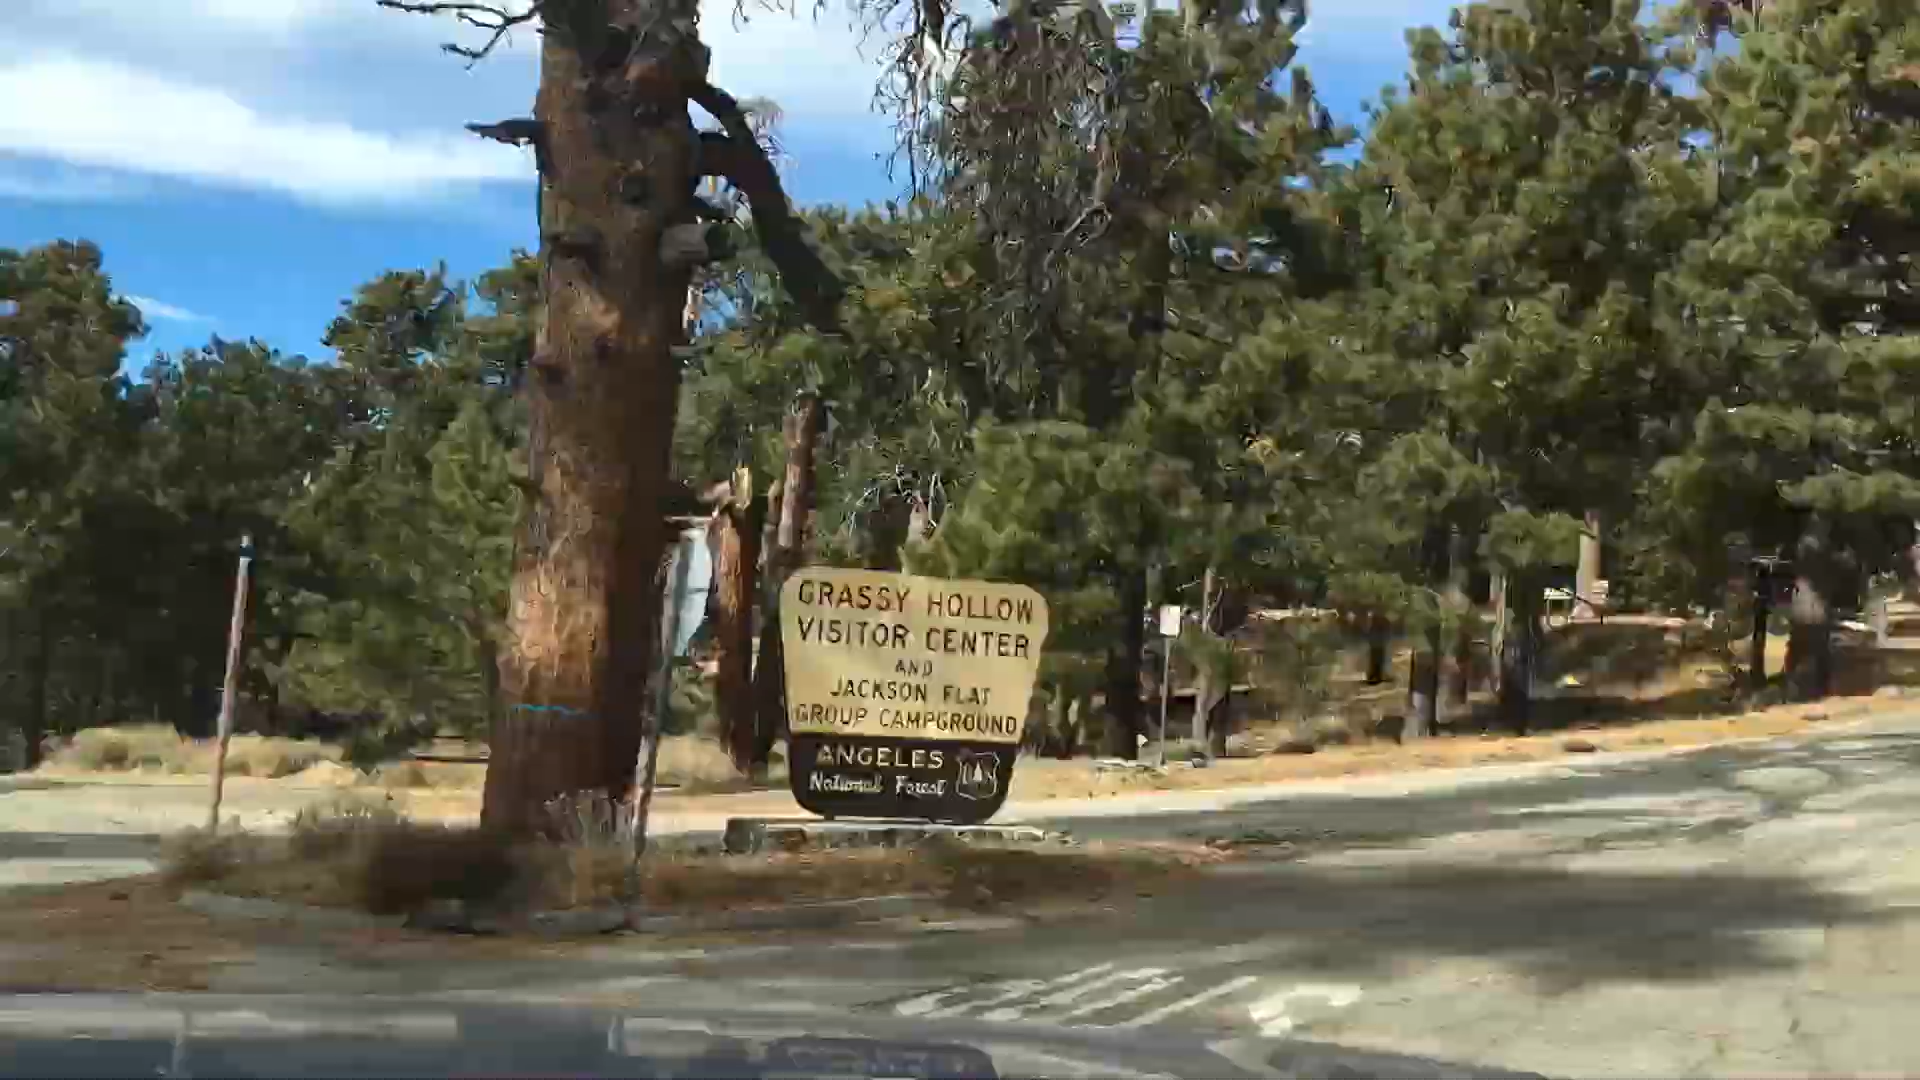 GRASSY HOLLOW
VISITOR CENTER
AND
JACKSON FLAT
GROUP CAMPGROUND
ANGELES
National Forest